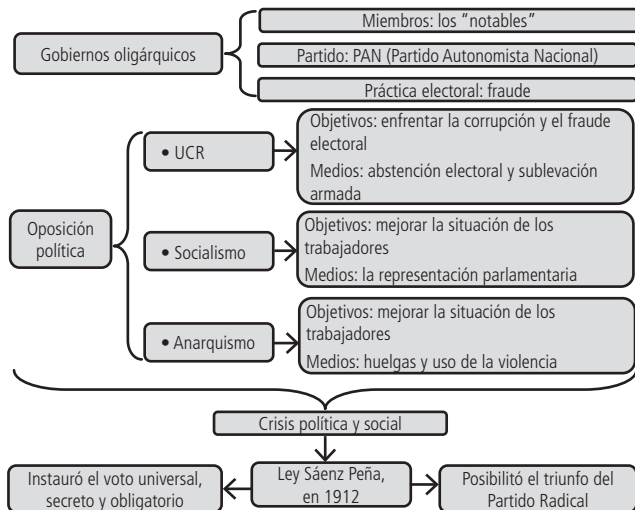 Miembros: los “notables”
Gobiernos oligárquicos
Partido: PAN (Partido Autonomista Nacional)
Práctica electoral: fraude
Oposición
política
• UCR
Objetivos: enfrentar la corrupción y el fraude
electoral
Medios: abstención electoral y sublevación
armada
• Socialismo
Objetivos: mejorar la situación de los
trabajadores
Medios: la representación parlamentaria
• Anarquismo
Objetivos: mejorar la situación de los
trabajadores
Medios: huelgas y uso de la violencia
Crisis política y social
Instauró el voto universal,
secreto y obligatorio
Ley Sáenz Peña,
en 1912
Posibilitó el triunfo del
Partido Radical